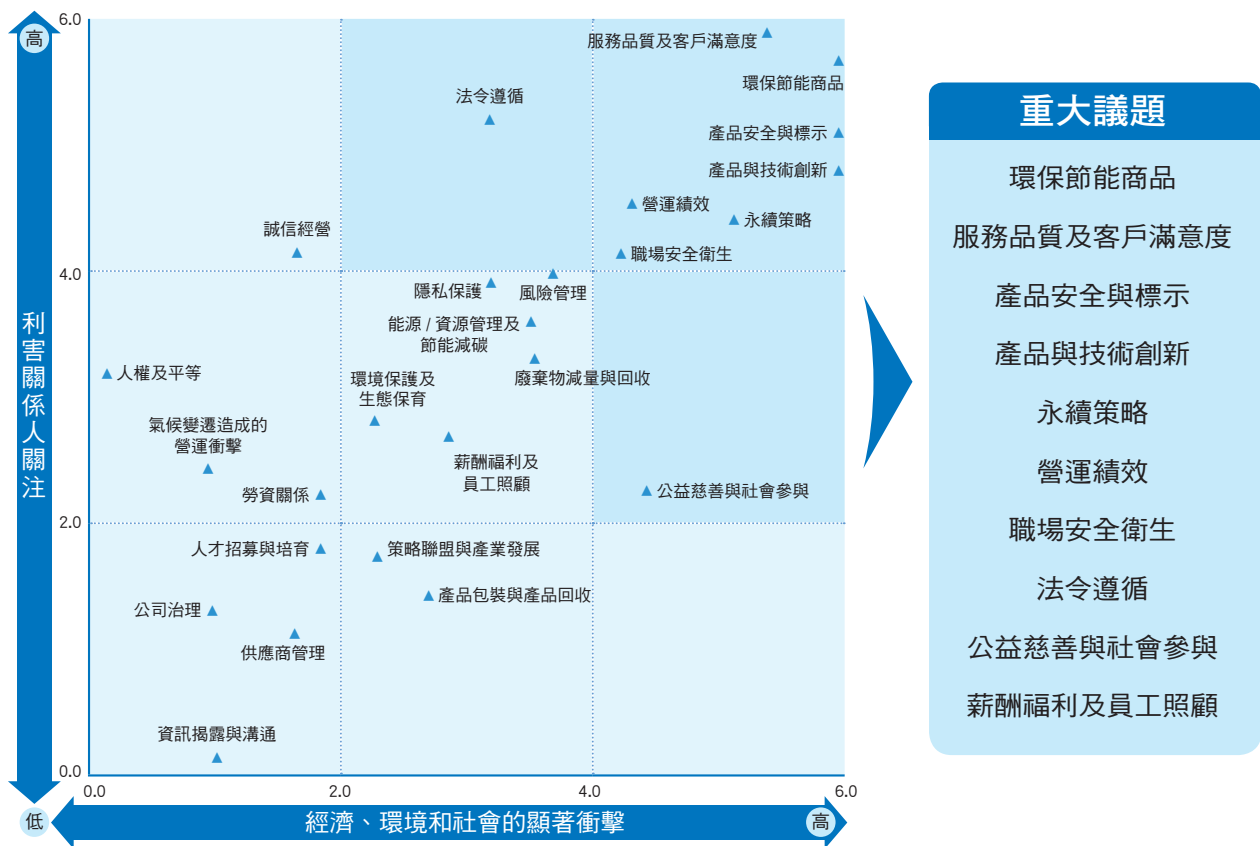 高
利害關係人關注
低
6.0
4.0
2.0
0.0
服務品質及客戶滿意度
環保節能商品
法令遵循
產品安全與標示
產品與技術創新
營運績效
永續策略
誠信經營
職場安全衛生
隱私保護
風險管理
能源 / 資源管理及
節能減碳
人權及平等
環境保護及
生態保育
廢棄物減量與回收
氣候變遷造成的
營運衝擊
薪酬福利及
員工照顧
勞資關係
公益慈善與社會參與
人才招募與培育
策略聯盟與產業發展
產品包裝與產品回收
公司治理
供應商管理
資訊揭露與溝通
0.0
2.0
4.0
6.0
經濟、環境和社會的顯著衝擊
高
重大議題
環保節能商品
服務品質及客戶滿意度
產品安全與標示
產品與技術創新
永續策略
營運績效
職場安全衛生
法令遵循
公益慈善與社會參與
薪酬福利及員工照顧